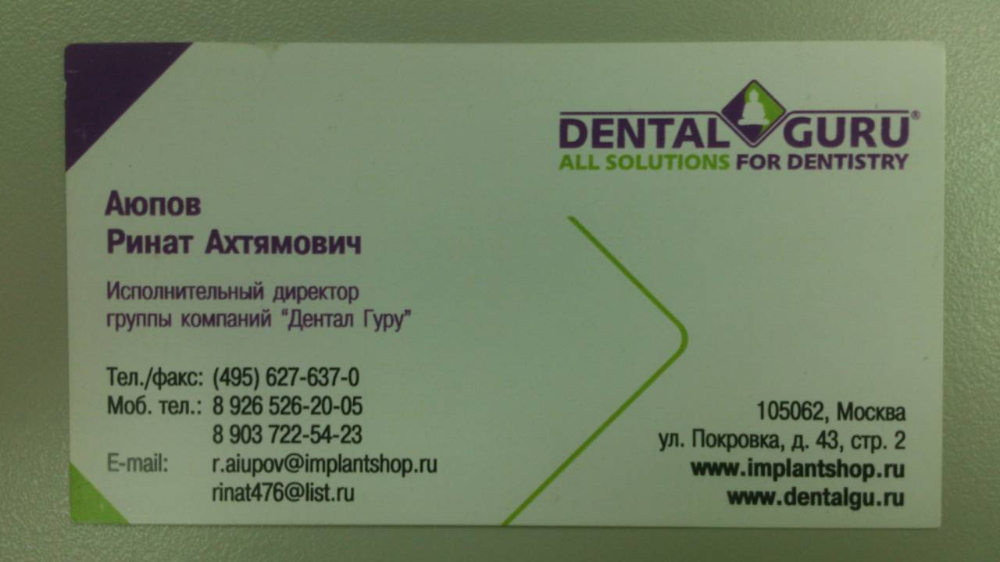 DENTAL GURU®
ALL SOLUTIONS FOR DENTISTRY
Аюпов
Ринат Ахтямович
Исполнительный директор
группы компаний “Дентал Гуру”
Тел./факс: (495) 627-637-0
Моб. тел.: 8 926 526-20-05
8 903 722-54-23
E-mail: r.aiupov@implantshop.ru
rinat476@list.ru
105062, Москва
ул. Покровка, д. 43, стр. 2
www.implantshop.ru
www.dentalgu.ru